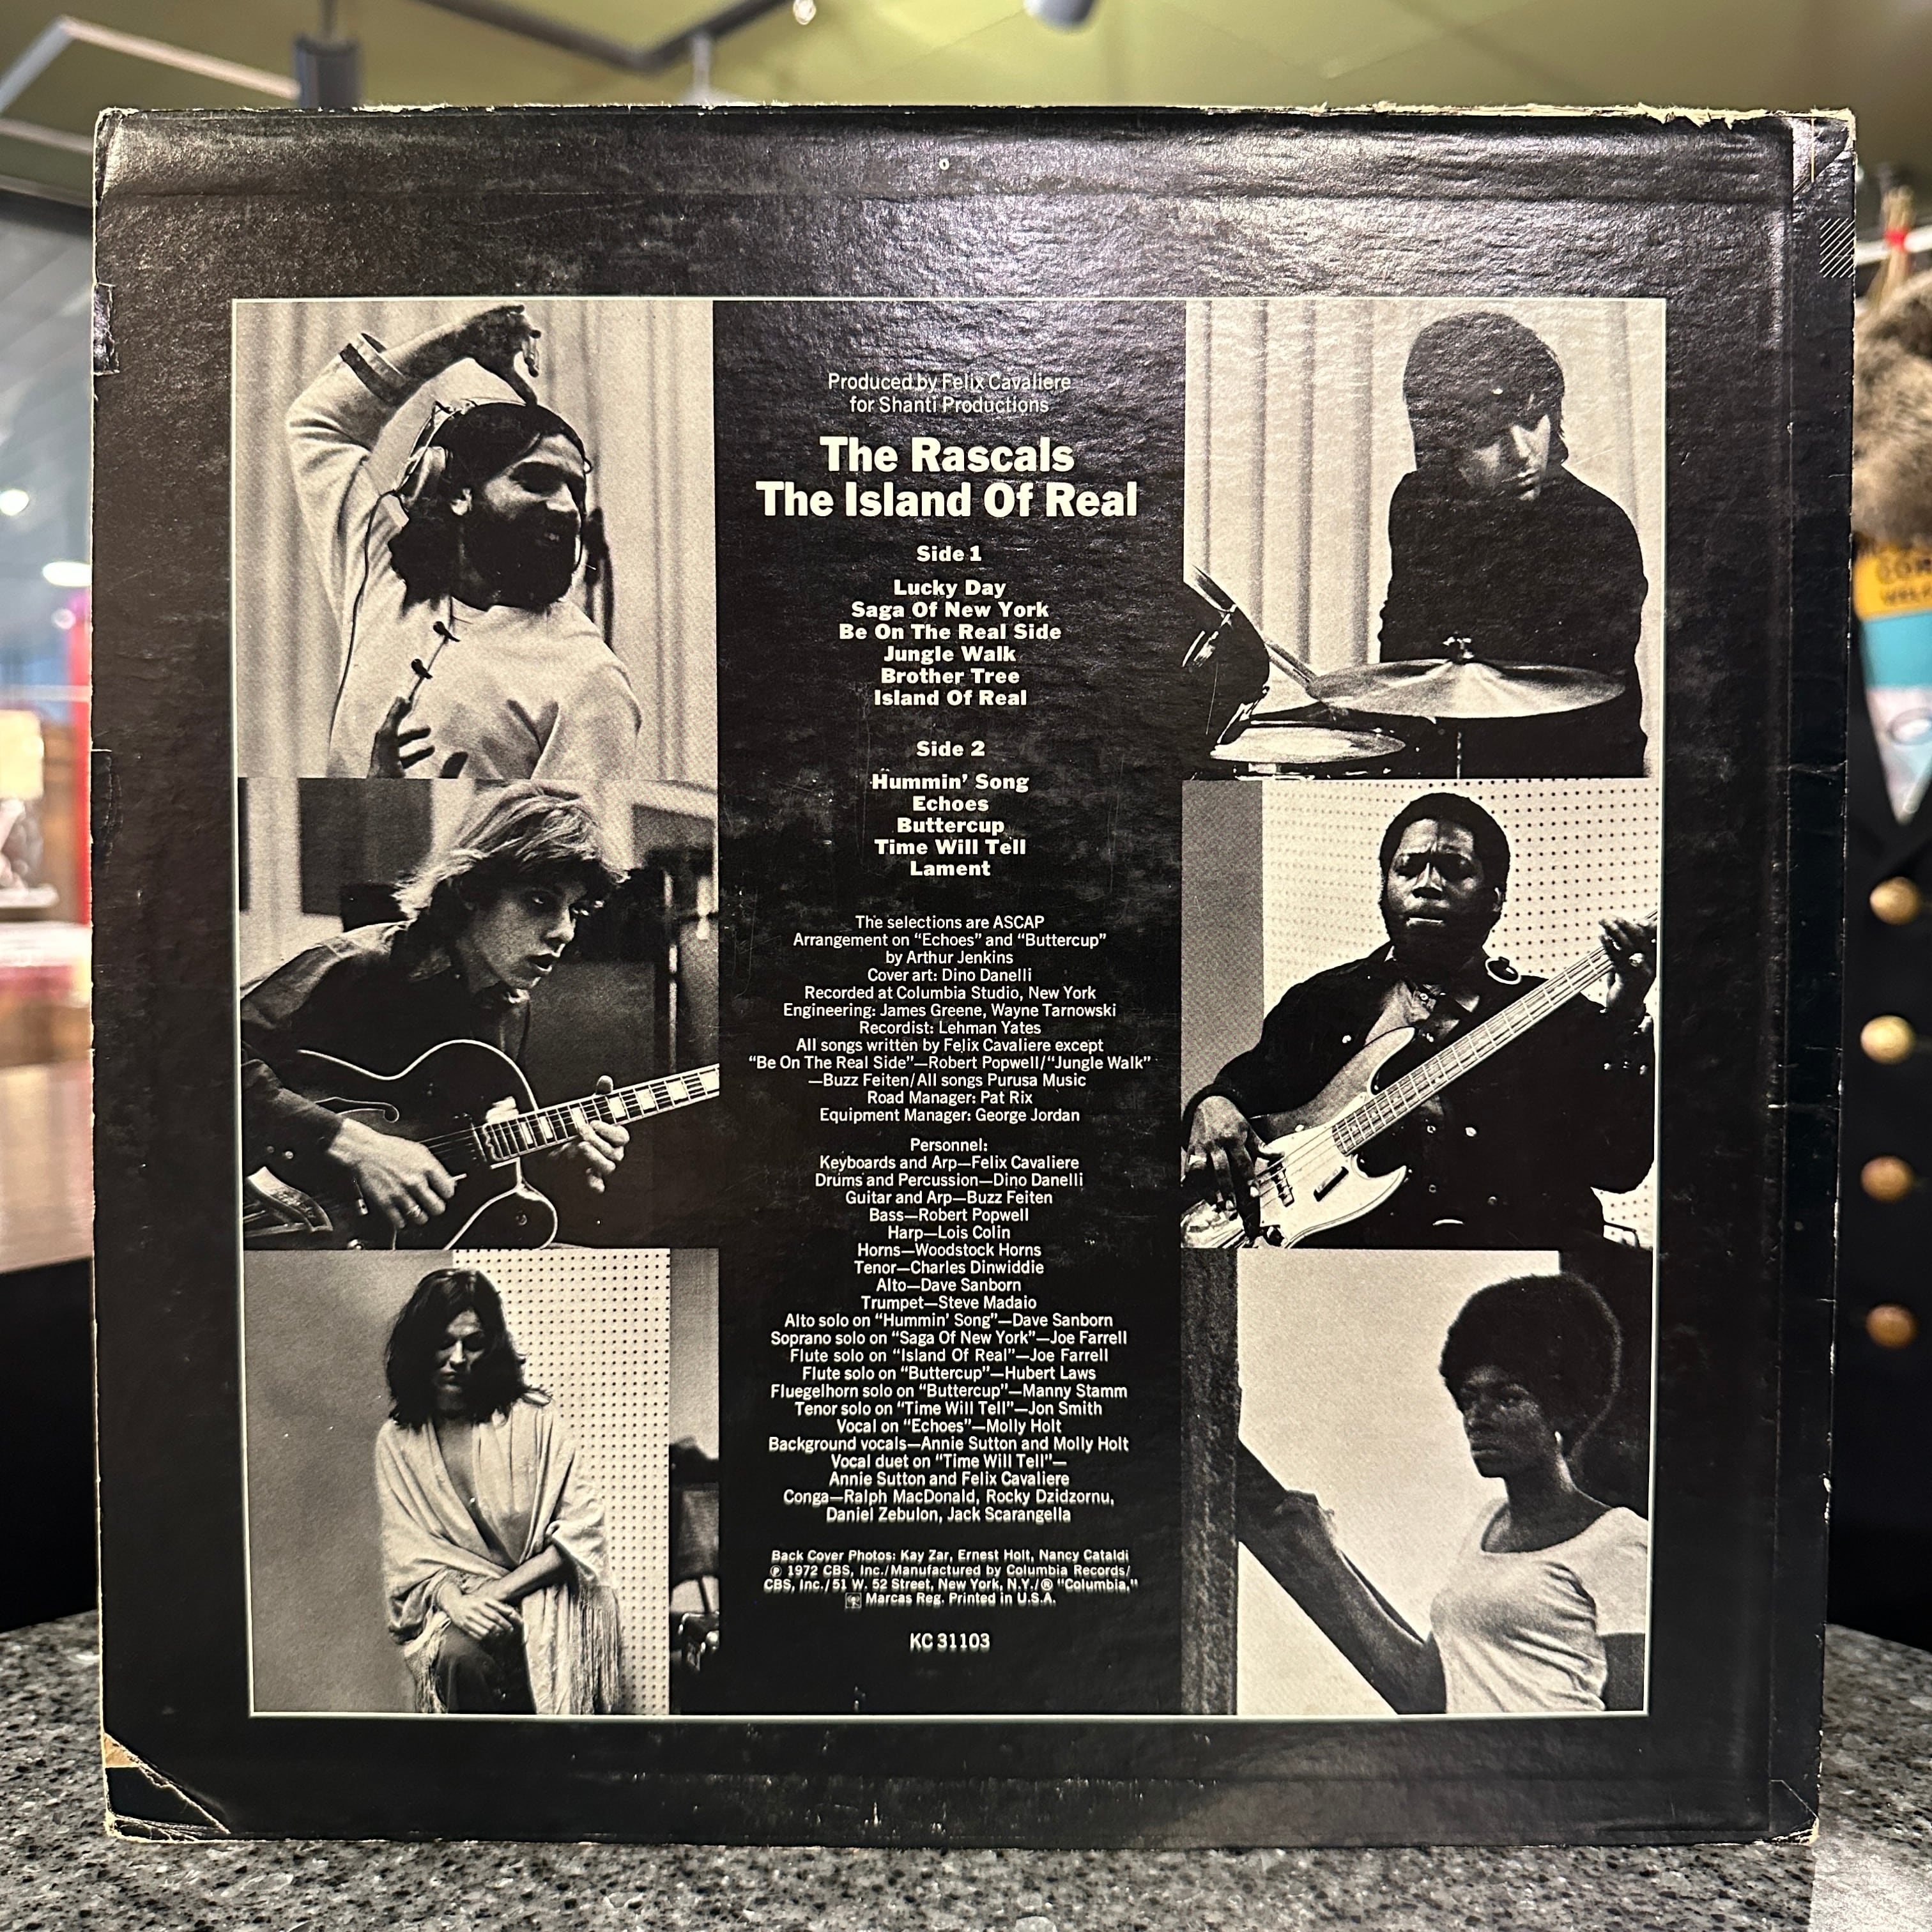 Produced by Felix Cavaliere
for Shanti Productions
The Rascals
The Island Of Real
Side 1
Lucky Day
Saga Of New York
Be On The Real Side
Jungle Walk
Brother Tree
Island Of Real
Side 2
Hummin' Song
Echoes
Buttercup
Time Will Tell
Lament
The selections are ASCAP
Arrangement on "Echoes" and "Buttercup"
by Arthur Jenkins
Cover art: Dino Danelli
Recorded at Columbia Studio, New York
Engineering: James Greene, Wayne Tarnowski
Recordist: Lehman Yates
All songs written by Felix Cavaliere except
"Be On The Real Side"—Robert Popwell/"Jungle Walk"
—Buzz Feiten/All songs Purusa Music
Road Manager: Pat Rix
Equipment Manager: George Jordan
Personnel:
Keyboards and Arp—Felix Cavaliere
Drums and Percussion—Dino Danelli
Guitar and Arp—Buzz Feiten
Bass—Robert Popwell
Harp—Lois Colin
Horns—Woodstock Horns
Tenor—Charles Dinwiddie
Alto—Dave Sanborn
Trumpet—Steve Madaio
Alto solo on "Hummin' Song"—Dave Sanborn
Soprano solo on "Saga Of New York"—Joe Farrell
Flute solo on "Island Of Real"—Joe Farrell
Flute solo on "Buttercup"—Hubert Laws
Fluegelhorn solo on "Buttercup"—Manny Stamm
Tenor solo on "Time Will Tell"—Jon Smith
Vocal on "Echoes"—Molly Holt
Background vocals—Annie Sutton and Molly Holt
Vocal duet on "Time Will Tell"—
Annie Sutton and Felix Cavaliere
Conga—Ralph MacDonald, Rocky Dzidzornu,
Daniel Zebulon, Jack Scarangella
Back Cover Photos: Kay Zar, Ernest Holt, Nancy Cataldi
℗ 1972 CBS, Inc./Manufactured by Columbia Records/
CBS, Inc./51 W. 52 Street, New York, N.Y./® "Columbia,"
Marcas Reg. Printed in U.S.A.
KC 31103